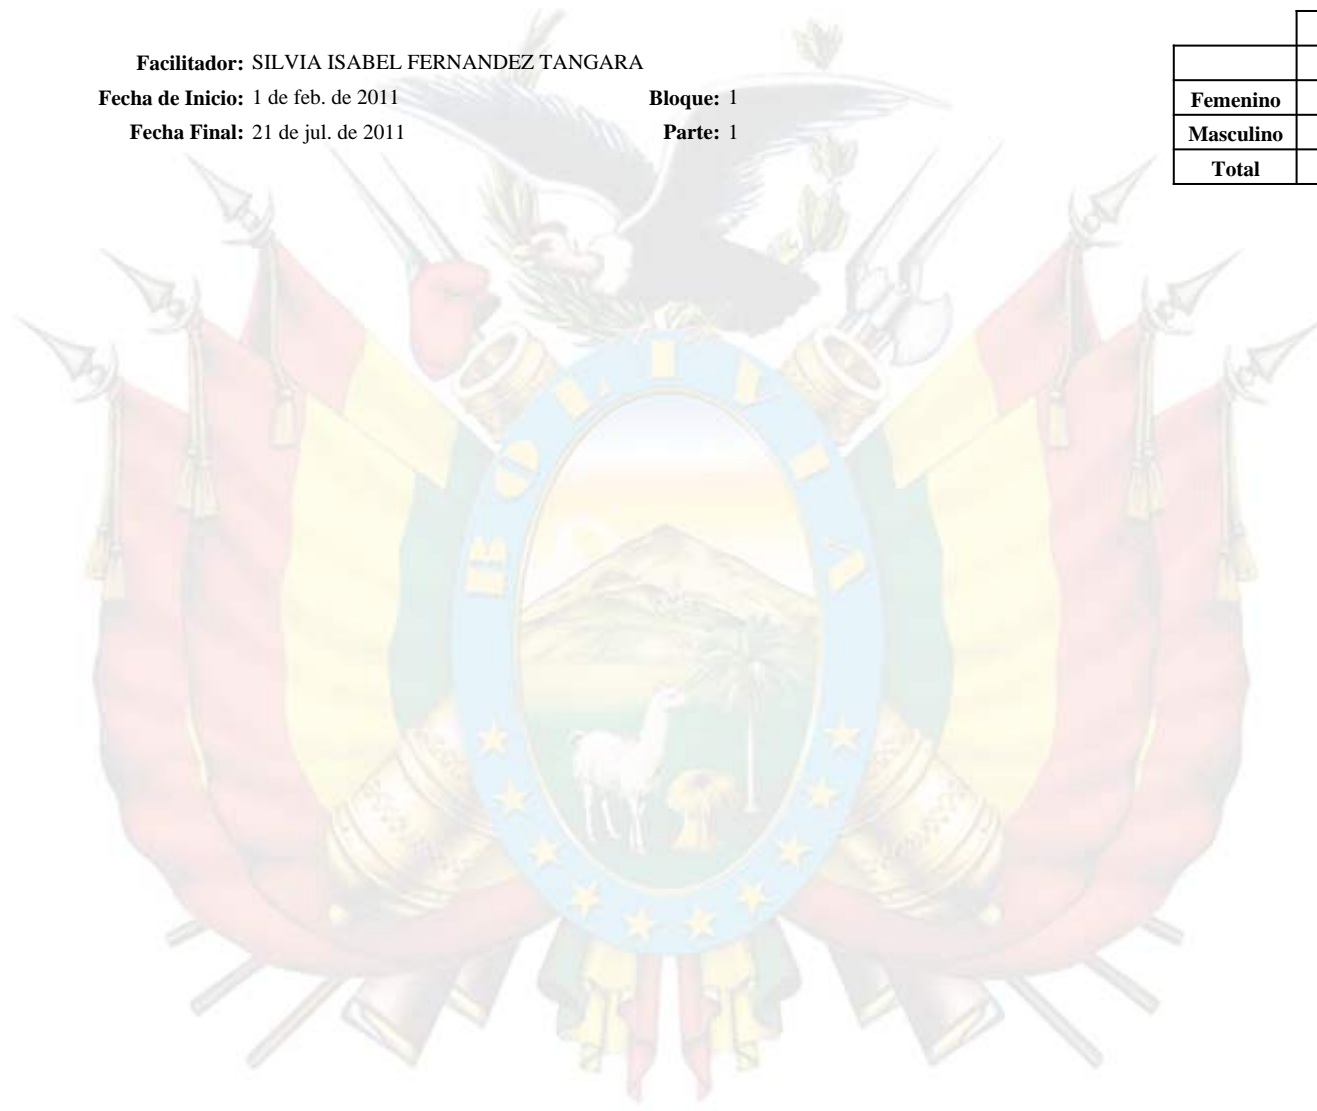 Facilitador: SILVIA ISABEL FERNANDEZ TANGARA
Fecha de Inicio: 1 de feb. de 2011 Bloque: 1
Fecha Final: 21 de jul. de 2011 Parte: 1
Femenino
Masculino
Total
BOLIVIA